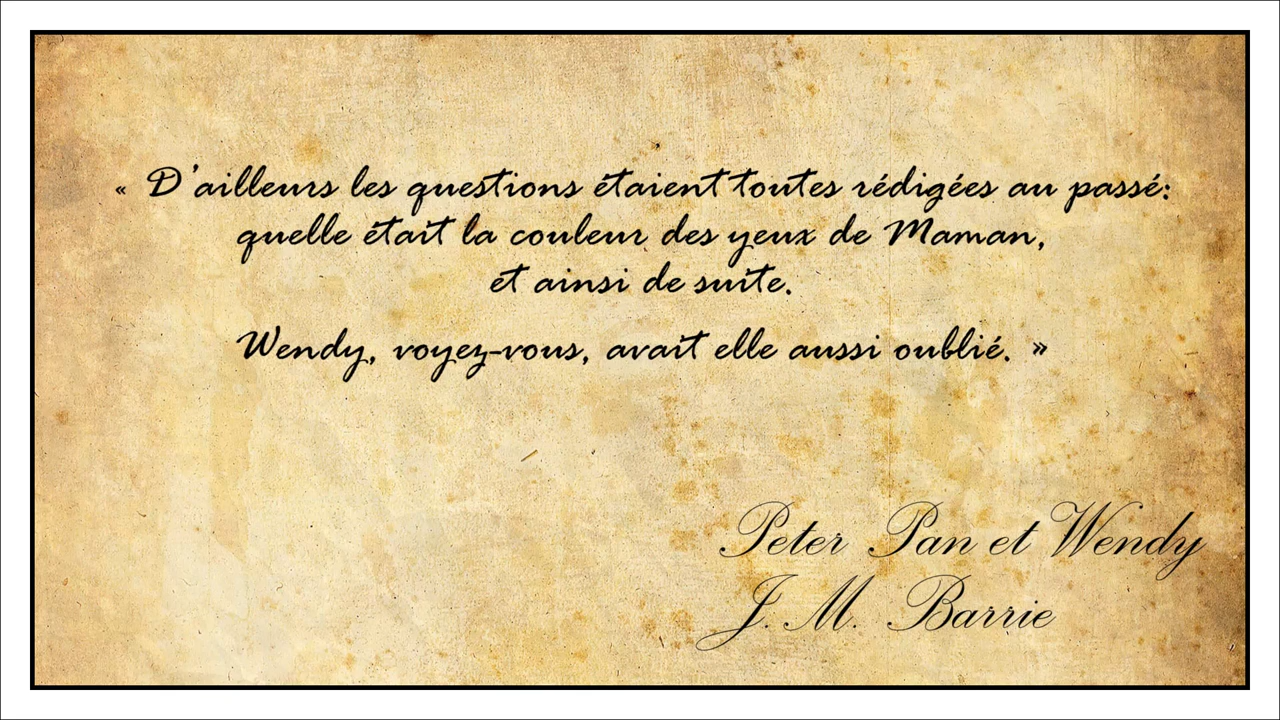 « D'ailleurs les questions étaient toutes rédigées au passé:
quelle était la couleur des yeux de Maman,
et ainsi de suite.
Wendy, voyez-vous, avait elle aussi oublié. »
Peter Pan et Wendy
J. M. Barrie